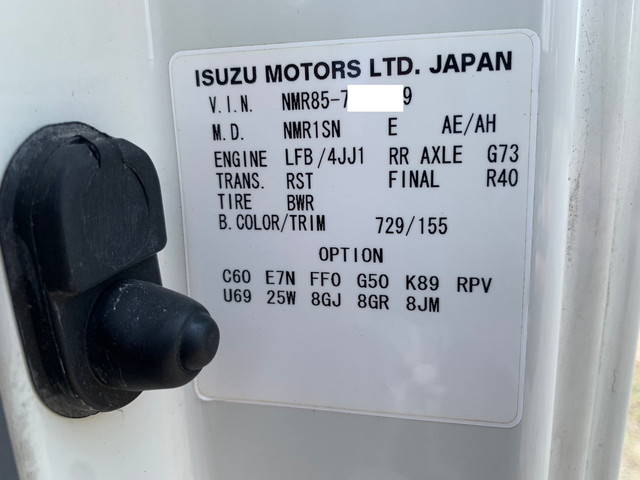 ISUZU MOTORS LTD. JAPAN
V.I.N. NMR85-7 9
M.D. NMR1SN E AE/AH
ENGINE LFB/4JJ1 RR AXLE G73
TRANS. RST FINAL R40
TIRE BWR
B.COLOR/TRIM 729/155
OPTION
C60 E7N FF0 G50 K89 RPV
U69 25W 8GJ 8GR 8JM